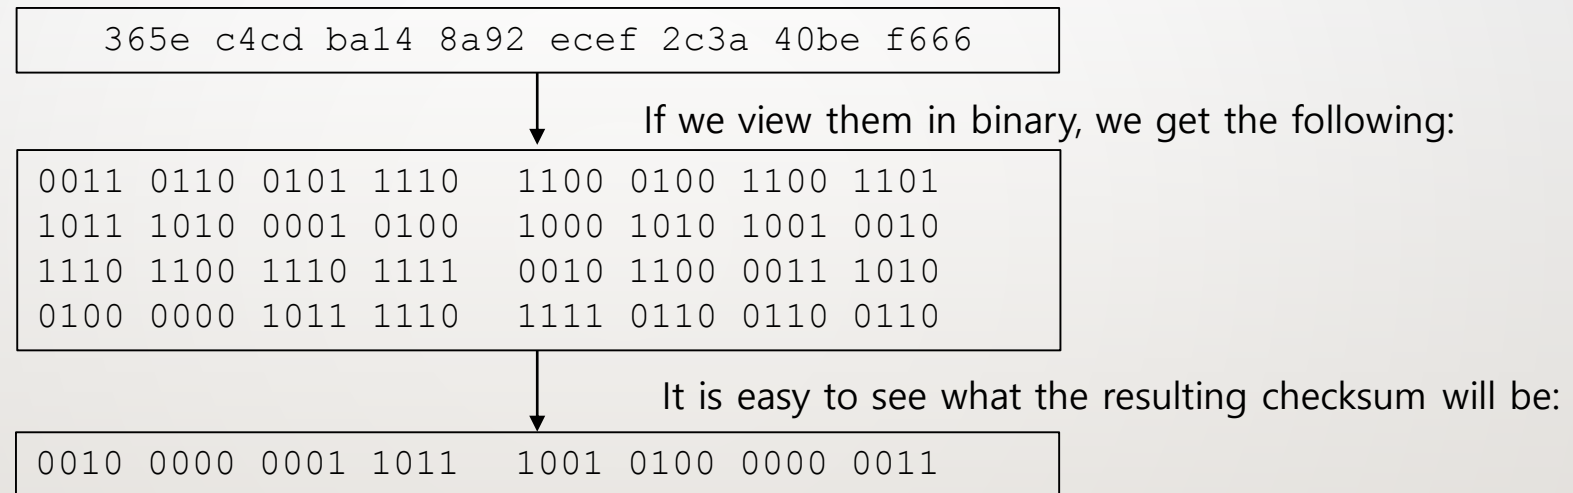 365e c4cd ba14 8a92 ecef 2c3a 40be f666
If we view them in binary, we get the following:
0011 0110 0101 1110 1100 0100 1100 1101
1011 1010 0001 0100 1000 1010 1001 0010
1110 1100 1110 1111 0010 1100 0011 1010
0100 0000 1011 1110 1111 0110 0110 0110
It is easy to see what the resulting checksum will be:
0010 0000 0001 1011 1001 0100 0000 0011